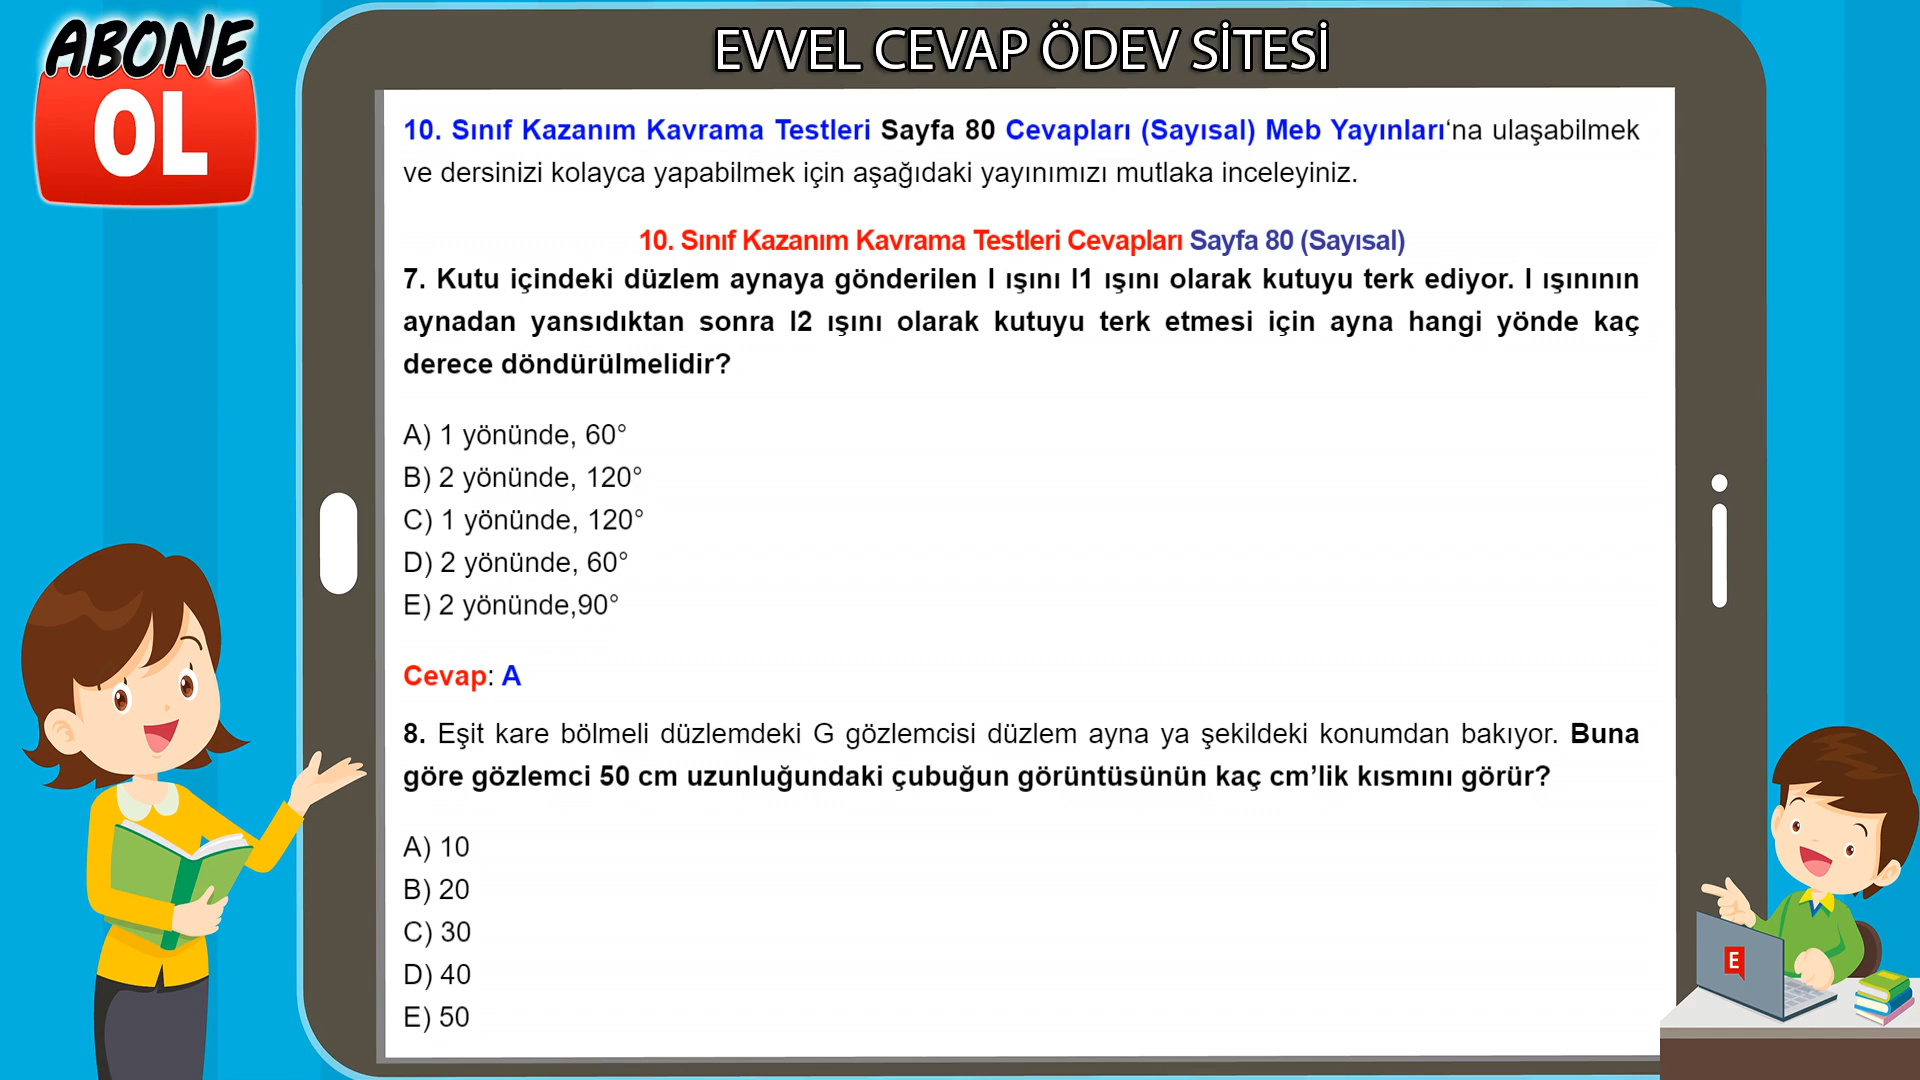 ABONE
OL
EVVEL CEVAP ÖDEV SİTESİ
10. Sınıf Kazanım Kavrama Testleri Sayfa 80 Cevapları (Sayısal) Meb Yayınları‘na ulaşabilmek
ve dersinizi kolayca yapabilmek için aşağıdaki yayınımızı mutlaka inceleyiniz.
10. Sınıf Kazanım Kavrama Testleri Cevapları Sayfa 80 (Sayısal)
7. Kutu içindeki düzlem aynaya gönderilen I ışını I1 ışını olarak kutuyu terk ediyor. I ışınının
aynadan yansıdıktan sonra I2 ışını olarak kutuyu terk etmesi için ayna hangi yönde kaç
derece döndürülmelidir?
A) 1 yönünde, 60°
B) 2 yönünde, 120°
C) 1 yönünde, 120°
D) 2 yönünde, 60°
E) 2 yönünde,90°
Cevap: A
8. Eşit kare bölmeli düzlemdeki G gözlemcisi düzlem ayna ya şekildeki konumdan bakıyor. Buna
göre gözlemci 50 cm uzunluğundaki çubuğun görüntüsünün kaç cm’lik kısmını görür?
A) 10
B) 20
C) 30
D) 40
E) 50
E